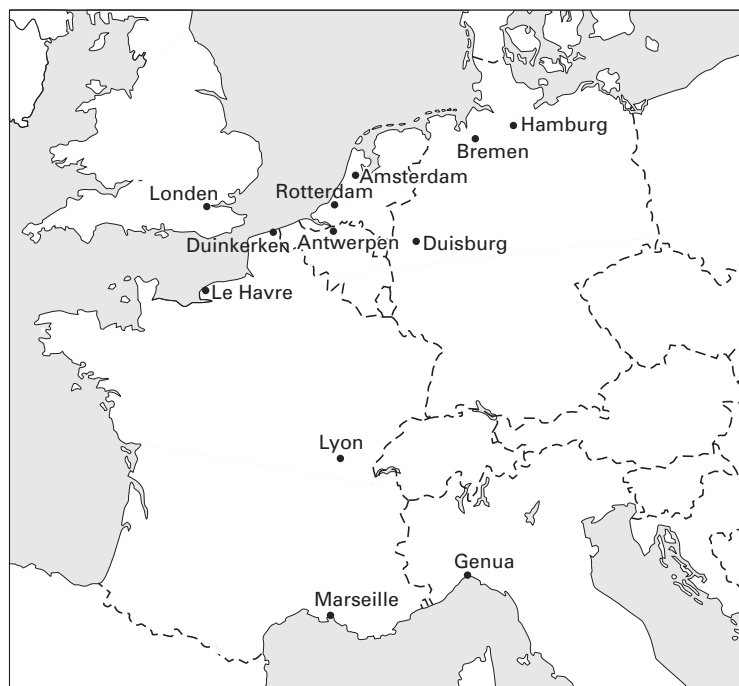 Hamburg
Bremen
Amsterdam
Londen
Rotterdam
Duinkerken
Antwerpen
Duisburg
Le Havre
Lyon
Genua
Marseille